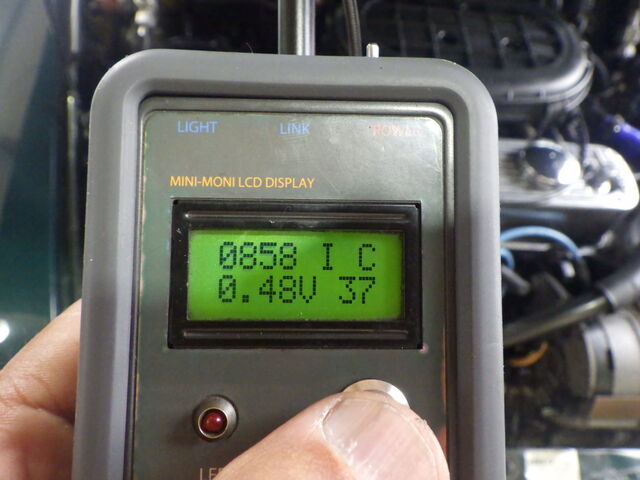 LIGHT LINK POWER
MINI-MONI LCD DISPLAY
0858 I C
0.48V 37